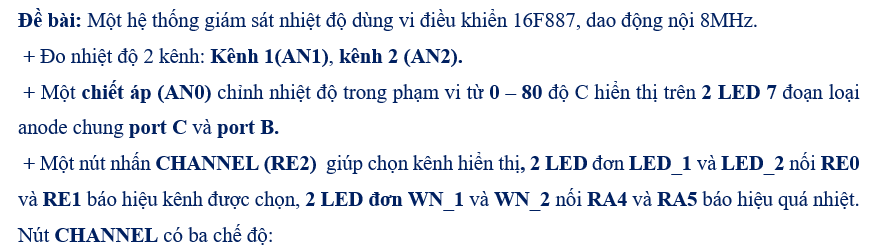 Đề bài: Một hệ thống giám sát nhiệt độ dùng vi điều khiển 16F887, dao động nội 8MHz.
+ Đo nhiệt độ 2 kênh: Kênh 1(AN1), kênh 2 (AN2).
+ Một chiết áp (AN0) chỉnh nhiệt độ trong phạm vi từ 0 – 80 độ C hiển thị trên 2 LED 7 đoạn loại
anode chung port C và port B.
+ Một nút nhấn CHANNEL (RE2) giúp chọn kênh hiển thị, 2 LED đơn LED_1 và LED_2 nối RE0
và RE1 báo hiệu kênh được chọn, 2 LED đơn WN_1 và WN_2 nối RA4 và RA5 báo hiệu quá nhiệt.
Nút CHANNEL có ba chế độ: